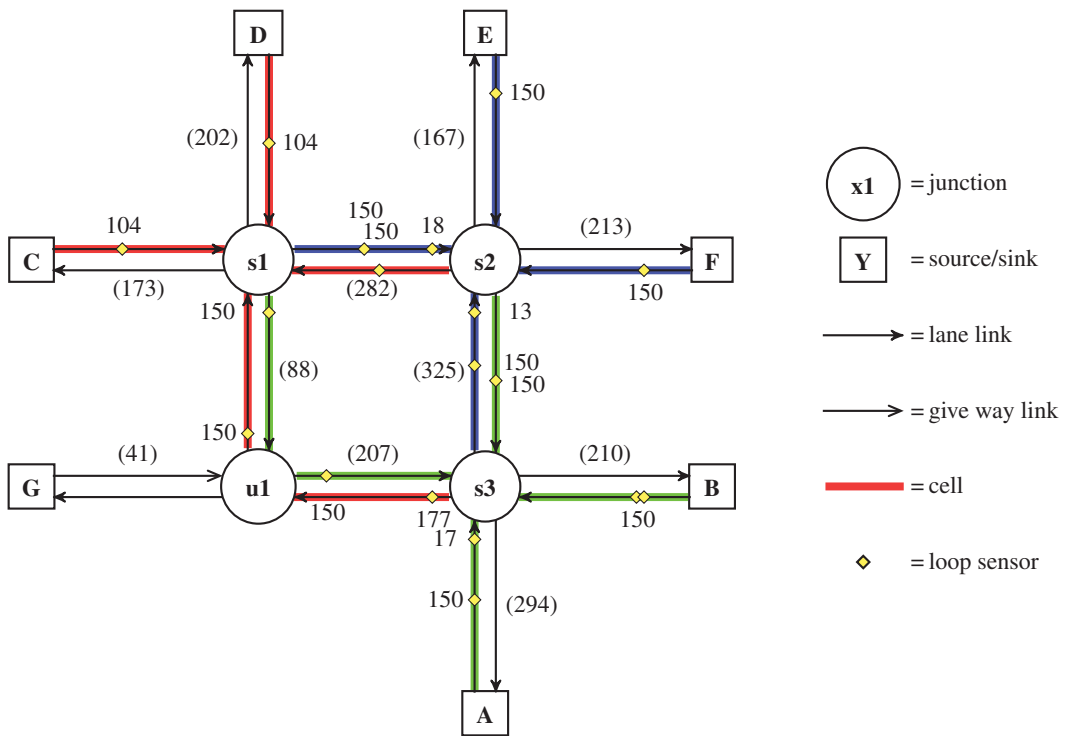 D
E
150
(202)
104
(167)
x1
= junction
104
150
150
18
(213)
C
s1
s2
F
Y
= source/sink
(173)
(282)
150
150
13
= lane link
(88)
(325)
150
150
= give way link
150
(41)
(207)
(210)
G
u1
s3
B
= cell
150
177
150
17
= loop sensor
150
(294)
A